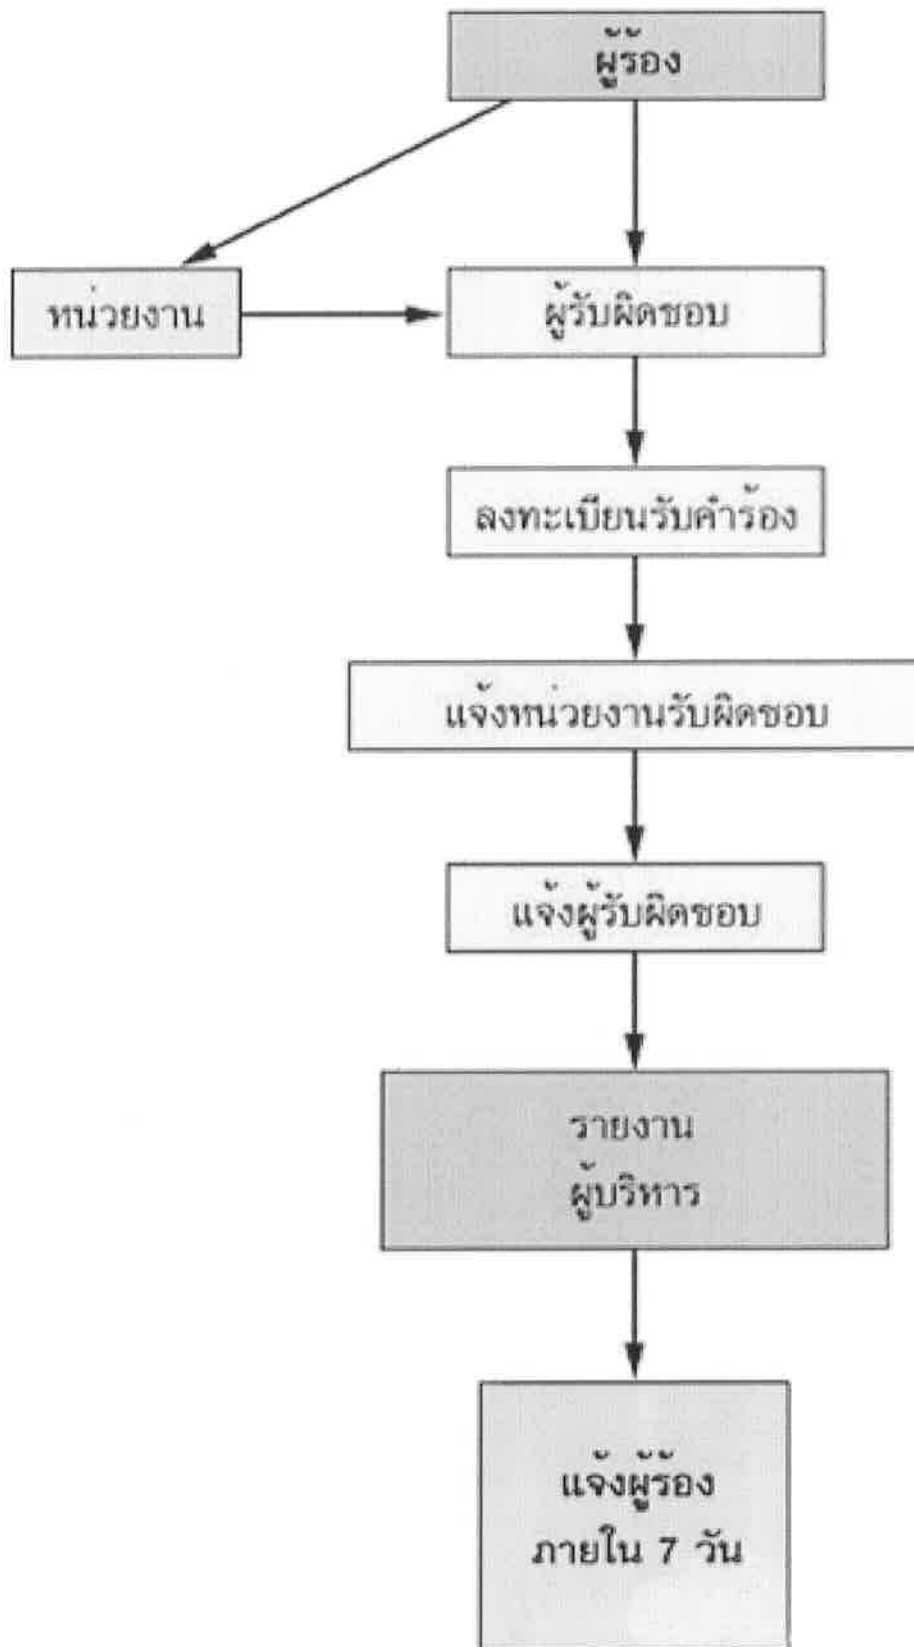 ผู้ร้อง
หน่วยงาน
ผู้รับผิดชอบ
ลงทะเบียนรับคำร้อง
แจ้งหน่วยงานรับผิดชอบ
แจ้งผู้รับผิดชอบ
รายงาน
ผู้บริหาร
แจ้งผู้ร้อง
ภายใน 7 วัน